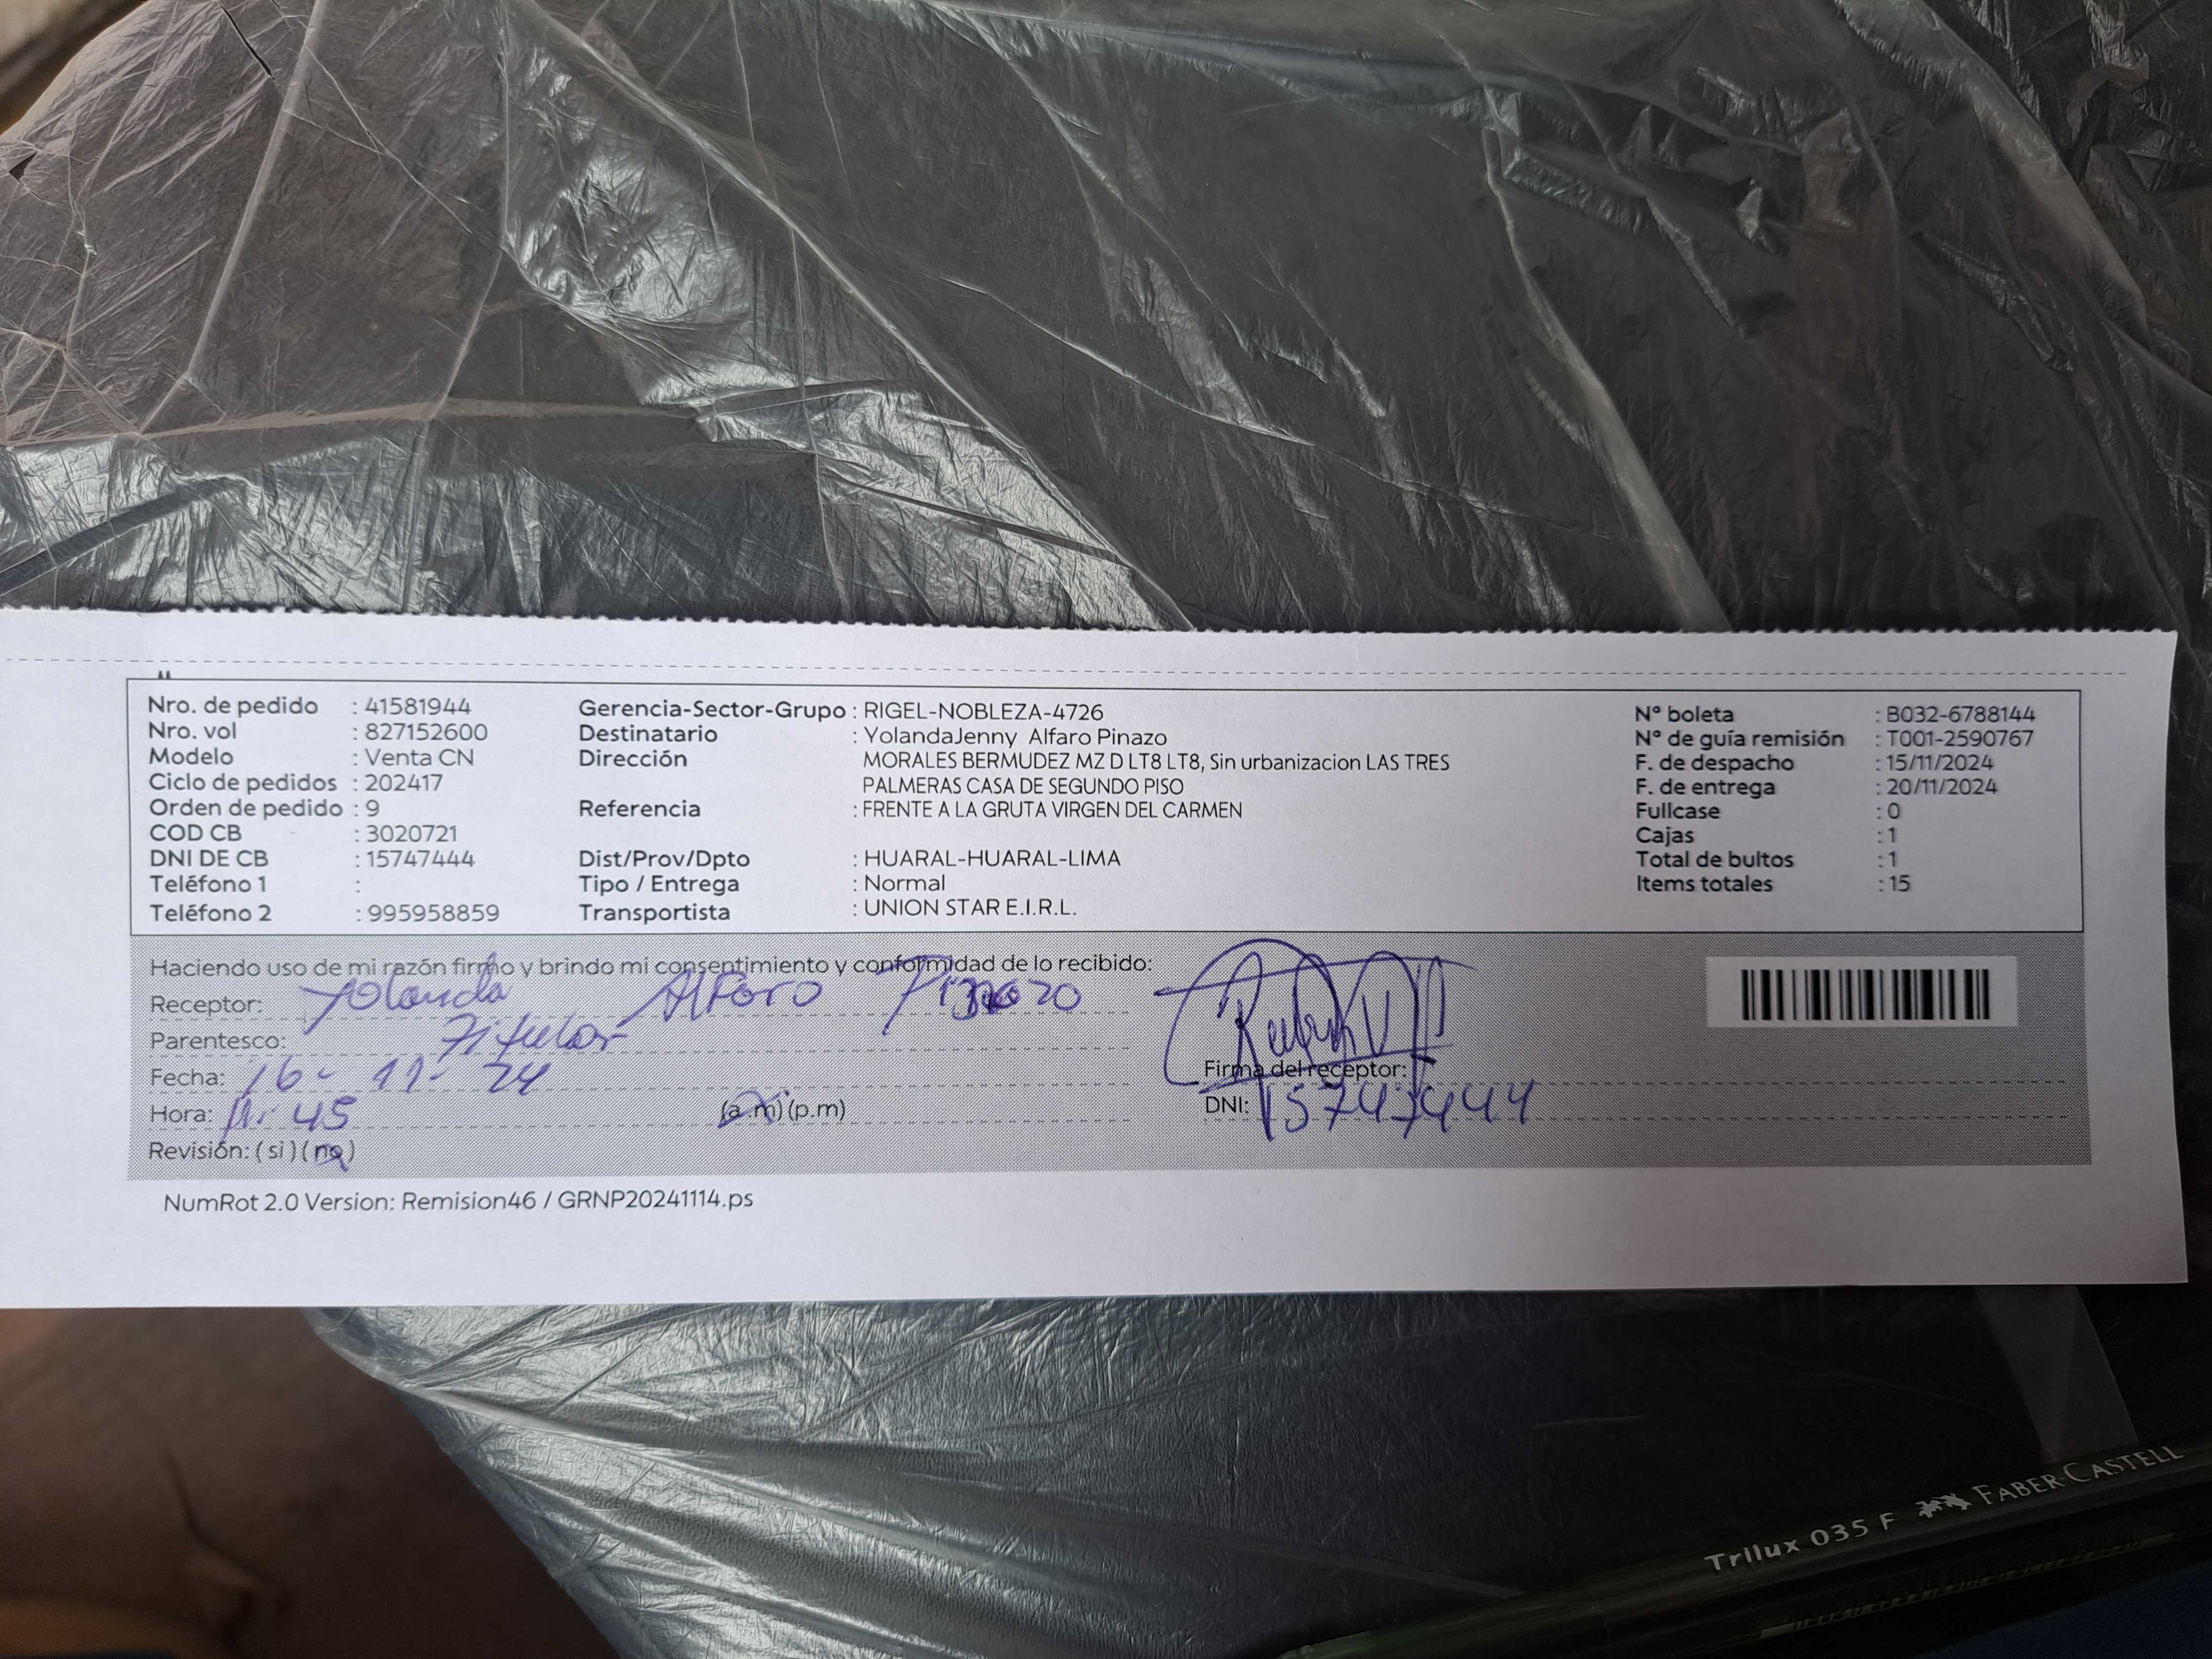 Nro. de pedido : 41581944
Nro. vol : 827152600
Modelo : Venta CN
Ciclo de pedidos : 202417
Orden de pedido : 9
COD CB : 3020721
DNI DE CB : 15747444
Teléfono 1 :
Teléfono 2 : 995958859
Gerencia-Sector-Grupo : RIGEL-NOBLEZA-4726
Destinatario : YolandaJenny Alfaro Pinazo
Dirección MORALES BERMUDEZ MZ D LT8 LT8, Sin urbanizacion LAS TRES
PALMERAS CASA DE SEGUNDO PISO
Referencia : FRENTE A LA GRUTA VIRGEN DEL CARMEN
Dist/Prov/Dpto : HUARAL-HUARAL-LIMA
Tipo / Entrega : Normal
Transportista : UNION STAR E.I.R.L.
Nº boleta : B032-6788144
Nº de guía remisión : T001-2590767
F. de despacho : 15/11/2024
F. de entrega : 20/11/2024
Fullcase : 0
Cajas : 1
Total de bultos : 1
Items totales : 15
Haciendo uso de mi razón firmo y brindo mi consentimiento y conformidad de lo recibido:
Receptor: Yolanda Alfaro Pinazo
Parentesco: Titular
Fecha: 16-11-24
Hora: 11:45 (a.m) (p.m)
Revisión: (si) (no)
Firma del receptor:
DNI: 15747444
NumRot 2.0 Version: Remision46 / GRNP20241114.ps
Trilux 035 F FABER-CASTELL